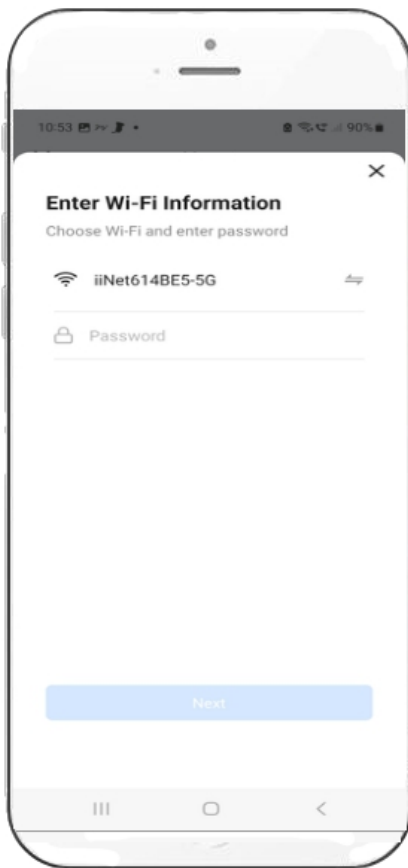 10:53 90%
Enter Wi-Fi Information
Choose Wi-Fi and enter password
iiNet614BE5-5G
Password
Next